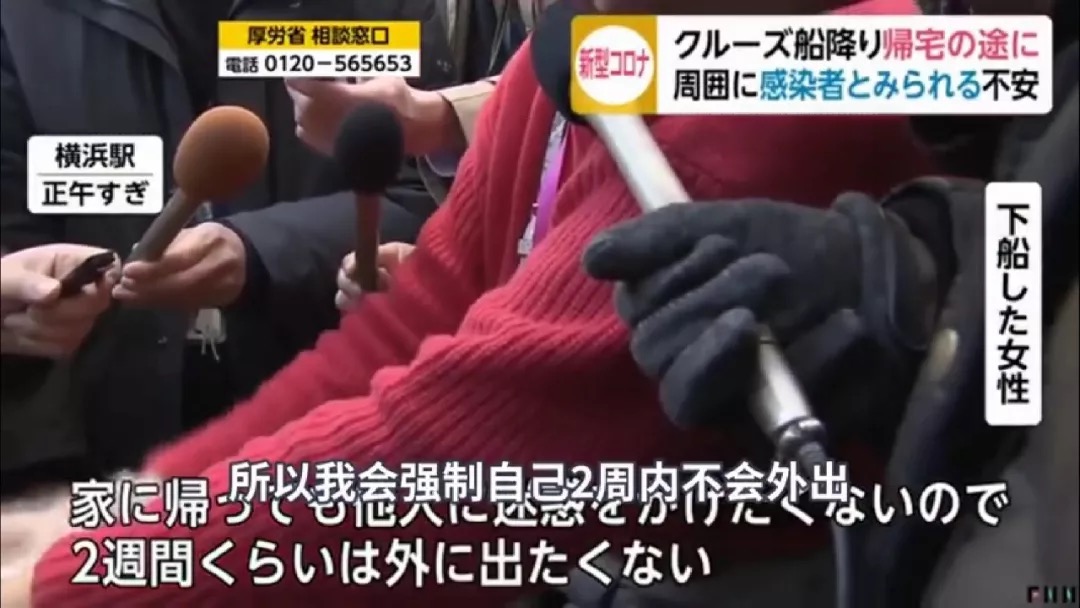 厚労省 相談窓口
電話 0120-565653
新型コロナ
クルーズ船降り帰宅の途に
周囲に感染者とみられる不安
横浜駅
正午すぎ
下船した女性
所以我会强制自己2周内不会外出
家に帰っても他人に迷惑をかけたくないので
2週間くらいは外に出たくない
FNN